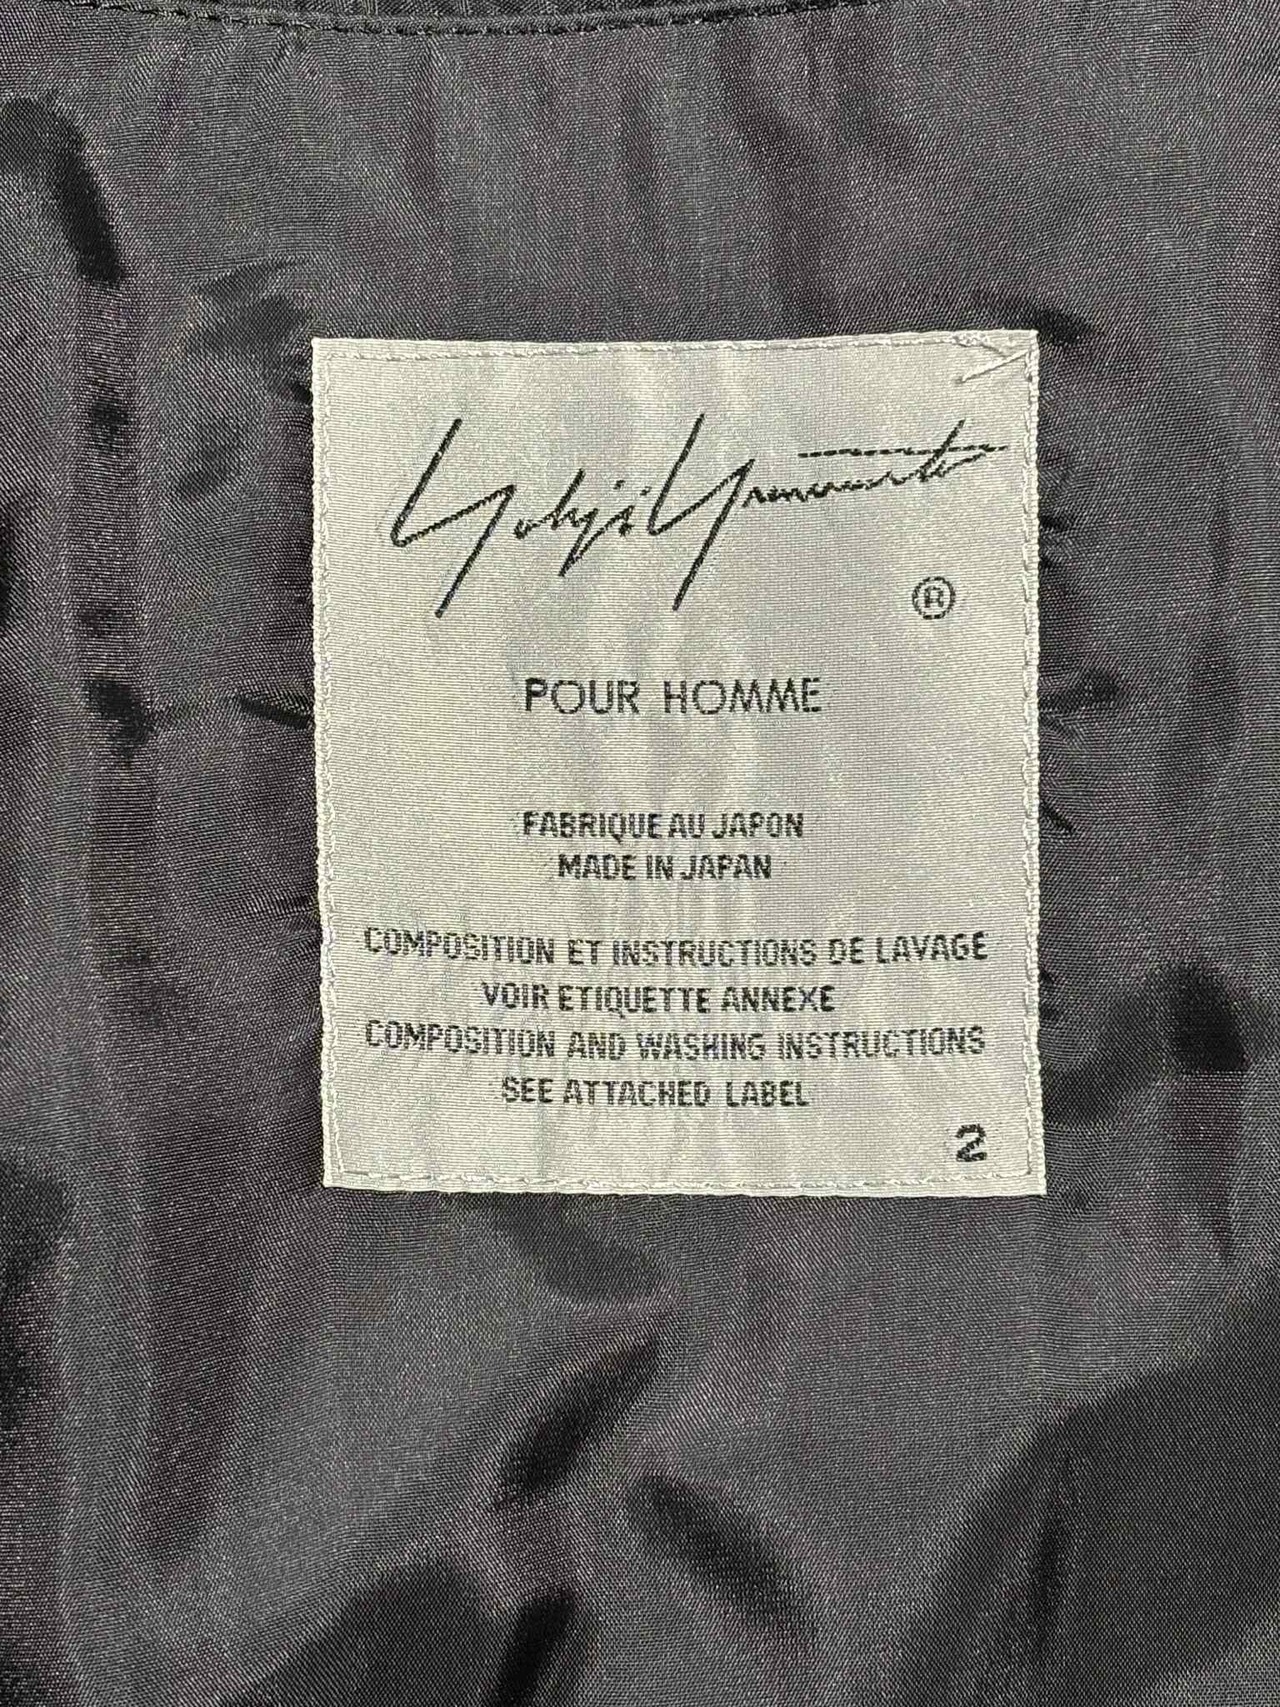 Yohji Yamamoto
®
POUR HOMME
FABRIQUE AU JAPON
MADE IN JAPAN
COMPOSITION ET INSTRUCTIONS DE LAVAGE
VOIR ETIQUETTE ANNEXE
COMPOSITION AND WASHING INSTRUCTIONS
SEE ATTACHED LABEL
2